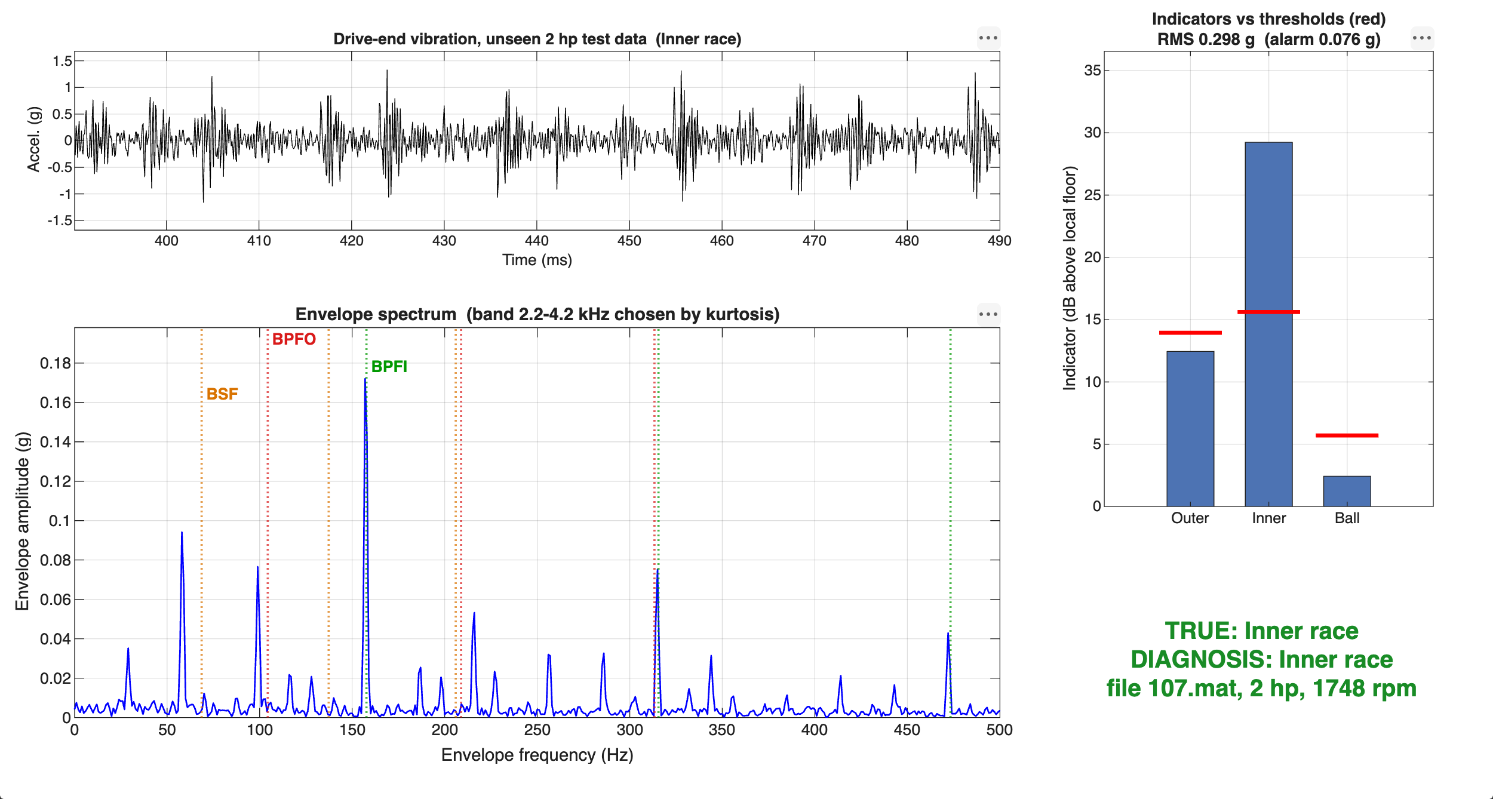 Drive-end vibration, unseen 2 hp test data  (Inner race)
1.5
1
0.5
0
-0.5
-1
-1.5
Accel. (g)
400 410 420 430 440 450 460 470 480 490
Time (ms)
Envelope spectrum  (band 2.2-4.2 kHz chosen by kurtosis)
BPFO
BPFI
BSF
0.18
0.16
0.14
0.12
0.1
0.08
0.06
0.04
0.02
0
Envelope amplitude (g)
0 50 100 150 200 250 300 350 400 450 500
Envelope frequency (Hz)
Indicators vs thresholds (red)
RMS 0.298 g  (alarm 0.076 g)
35
30
25
20
15
10
5
0
Indicator (dB above local floor)
Outer Inner Ball
TRUE: Inner race
DIAGNOSIS: Inner race
file 107.mat, 2 hp, 1748 rpm